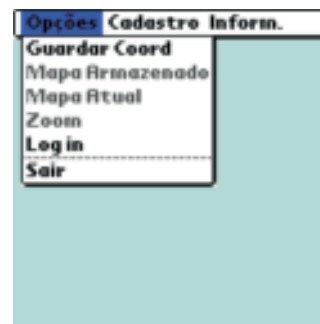 Opções Cadastro Inform.
Guardar Coord
Mapa Armazenado
Mapa Atual
Zoom
Log in
Sair